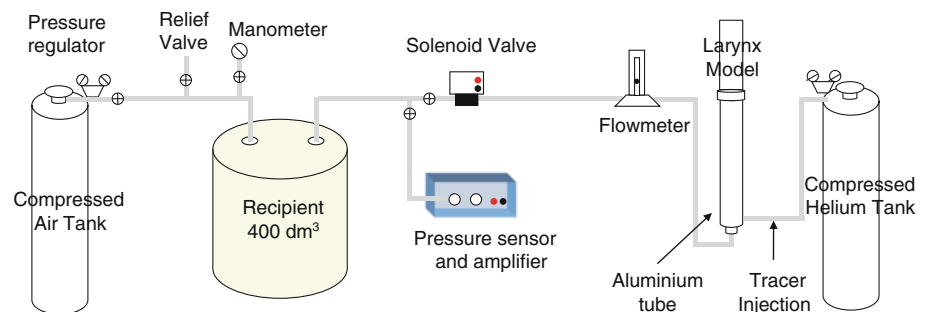 Pressure
regulator
Relief
Valve
Manometer
Solenoid Valve
Larynx
Model
Flowmeter
Compressed
Air Tank
Recipient
400 dm³
Pressure sensor
and amplifier
Compressed
Helium Tank
Aluminium
tube
Tracer
Injection